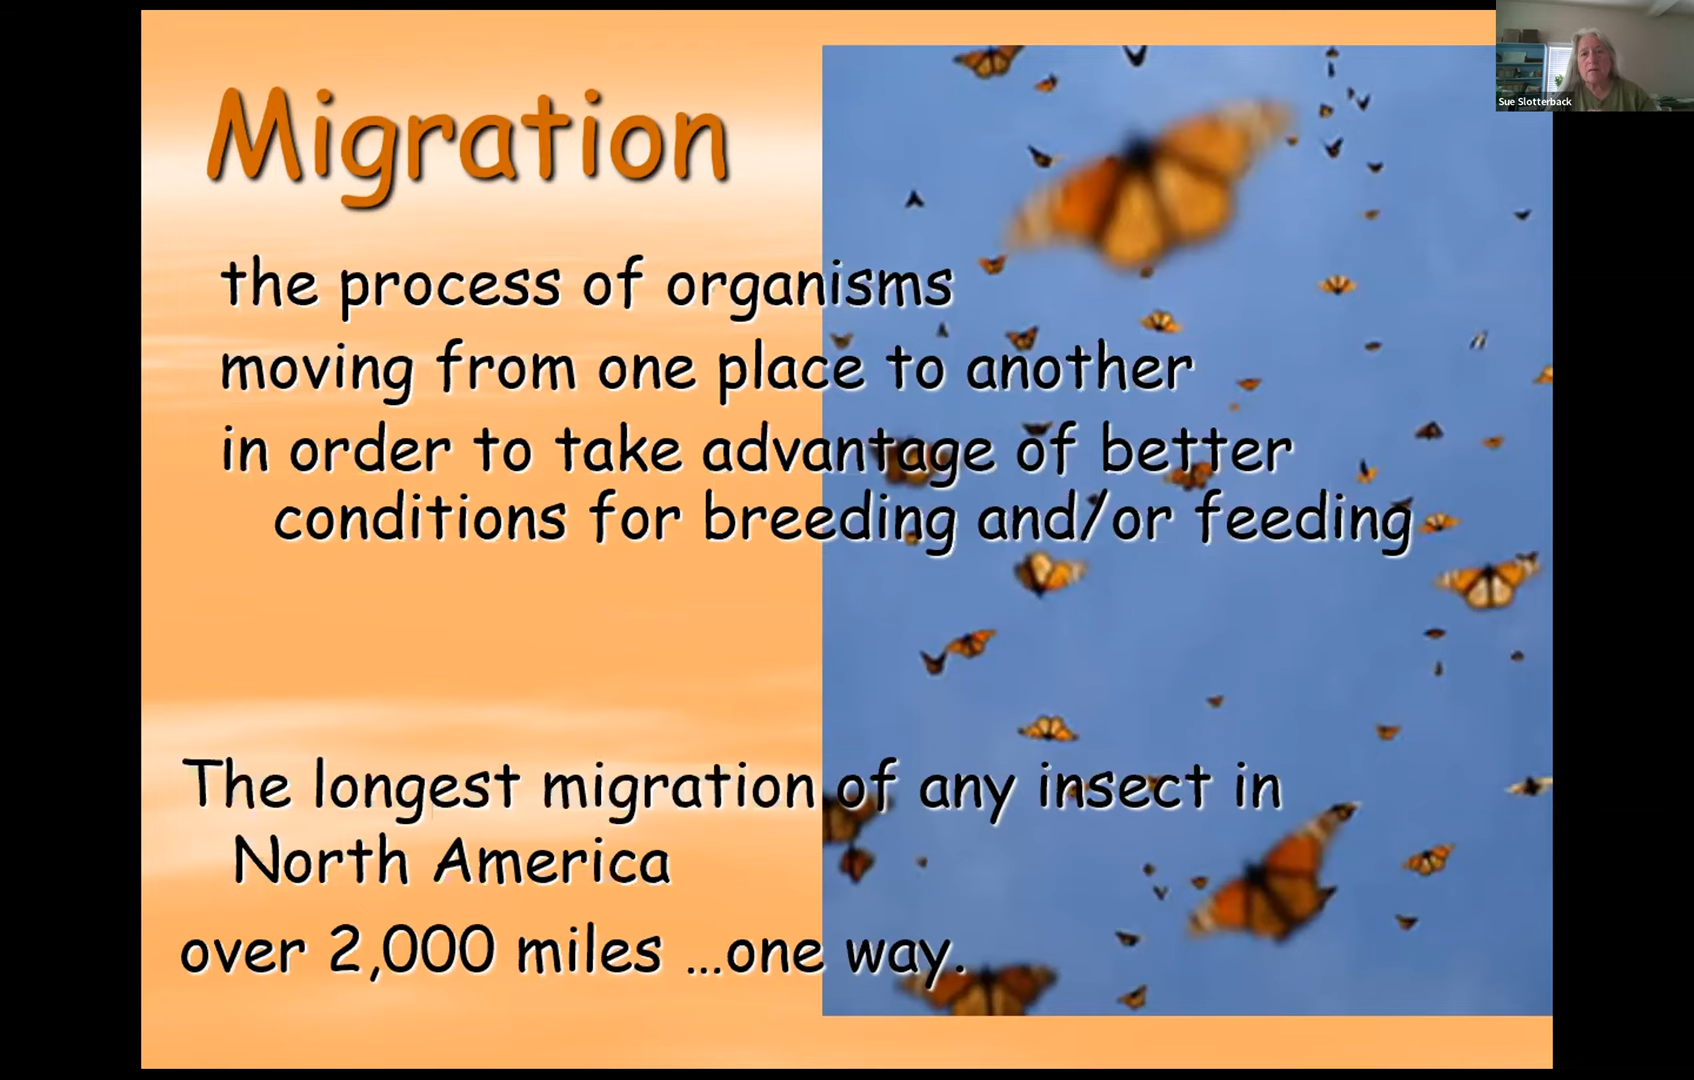 Migration
the process of organisms
moving from one place to another
in order to take advantage of better
conditions for breeding and/or feeding
The longest migration of any insect in
North America
over 2,000 miles ...one way.
Sue Slotterback